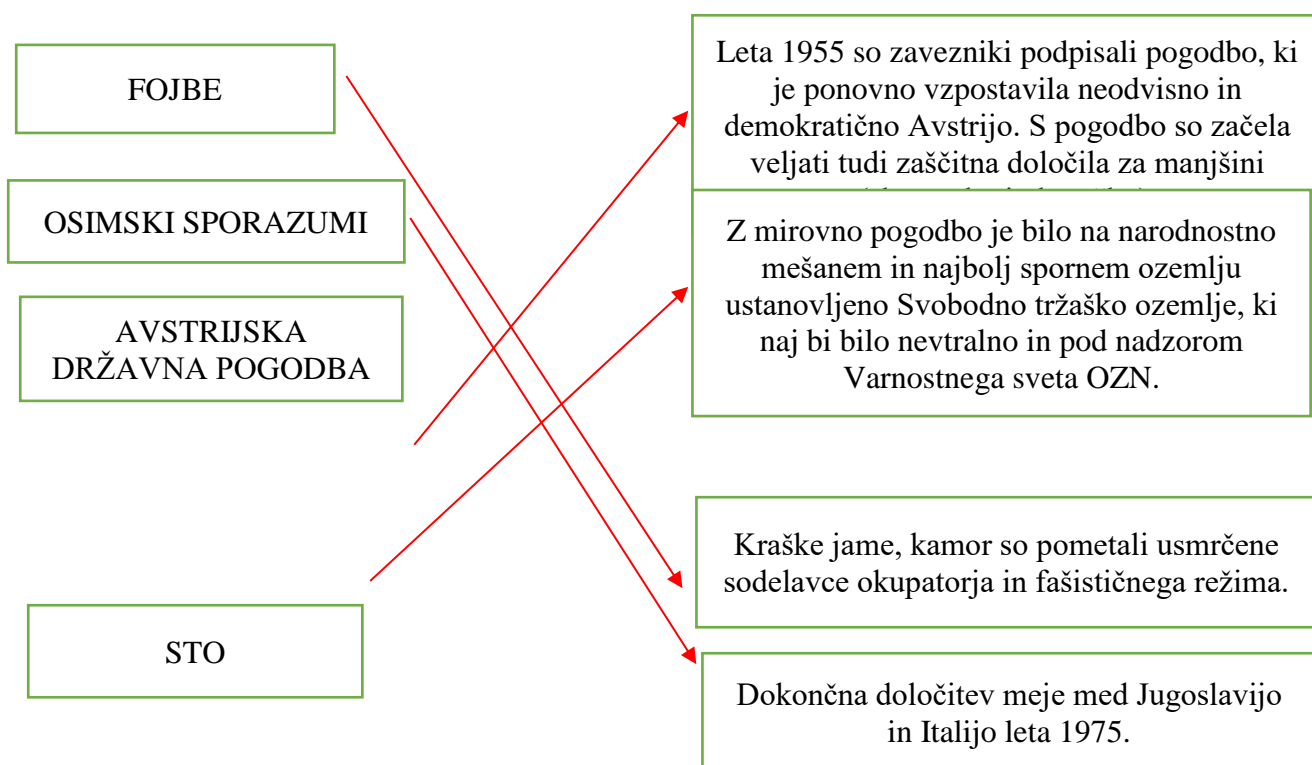 FOJBE
OSIMSKI SPORAZUMI
AVSTRIJSKA
DRŽAVNA POGODBA
STO
Leta 1955 so zavezniki podpisali pogodbo, ki
je ponovno vzpostavila neodvisno in
demokratično Avstrijo. S pogodbo so začela
veljati tudi zaščitna določila za manjšini
Z mirovno pogodbo je bilo na narodnostno
mešanem in najbolj spornem ozemlju
ustanovljeno Svobodno tržaško ozemlje, ki
naj bi bilo nevtralno in pod nadzorom
Varnostnega sveta OZN.
Kraške jame, kamor so pometali usmrčene
sodelavce okupatorja in fašističnega režima.
Dokončna določitev meje med Jugoslavijo
in Italijo leta 1975.